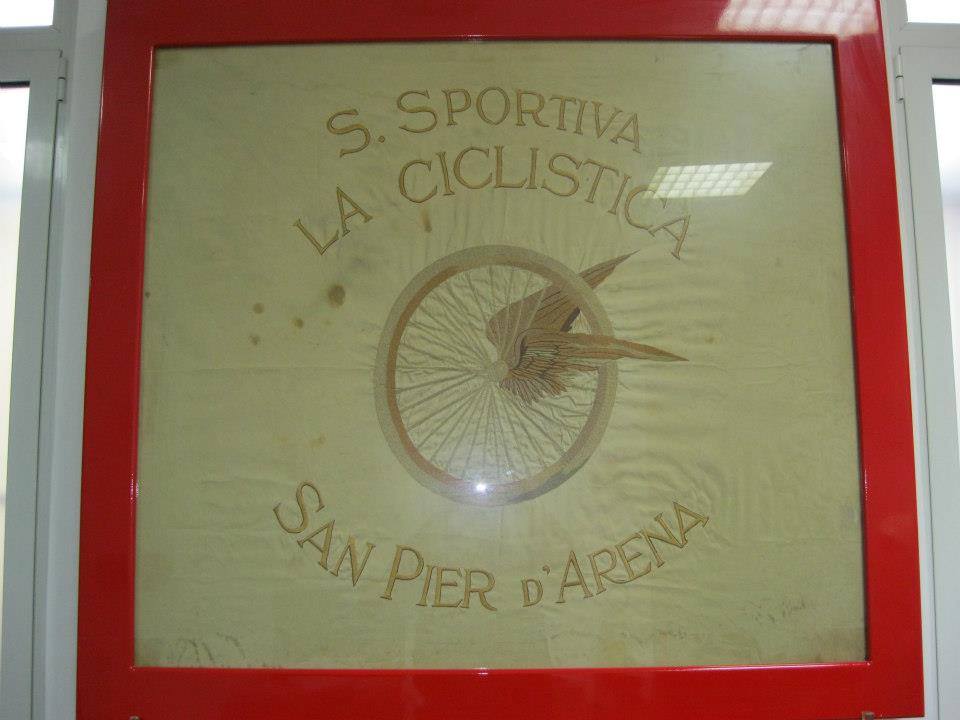 S. SPORTIVA
LA CICLISTICA
SAN PIER D'ARENA